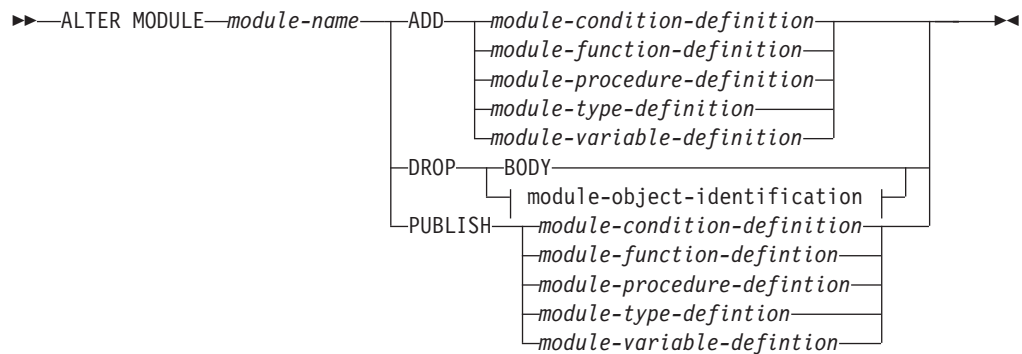 ALTER MODULE module-name ADD module-condition-definition
module-function-definition
module-procedure-definition
module-type-definition
module-variable-definition
DROP BODY
module-object-identification
PUBLISH module-condition-definition
module-function-defintion
module-procedure-defintion
module-type-defintion
module-variable-defintion